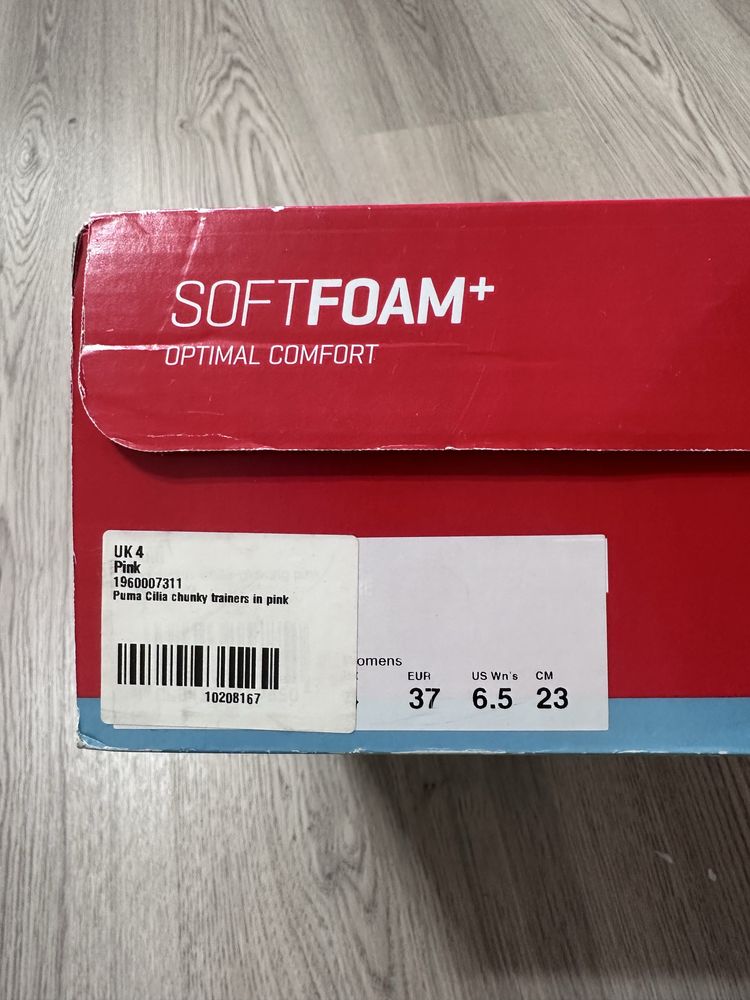 SOFTFOAM+
OPTIMAL COMFORT
UK 4
Pink
1960007311
Puma Cilia chunky trainers in pink
10208167
omens
EUR US Wn's CM
37 6.5 23